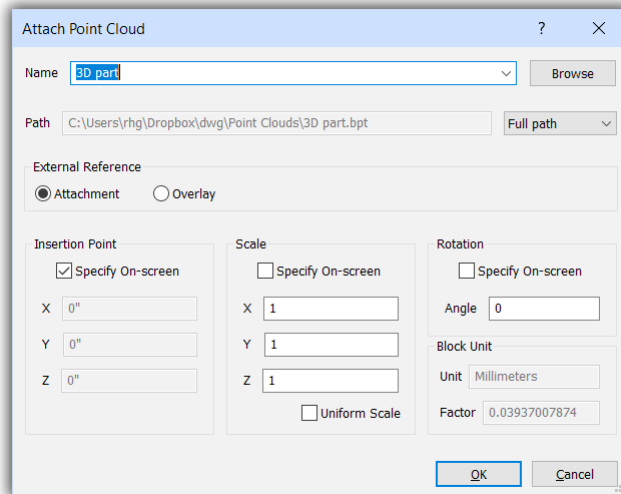 Attach Point Cloud ?
Name 3D part Browse
Path C:\Users\rhg\Dropbox\dwg\Point Clouds\3D part.bpt Full path
External Reference
Attachment Overlay
Insertion Point
Specify On-screen
X 0"
Y 0"
Z 0"
Scale
Specify On-screen
X 1
Y 1
Z 1
Uniform Scale
Rotation
Specify On-screen
Angle 0
Block Unit
Unit Millimeters
Factor 0.03937007874
OK Cancel